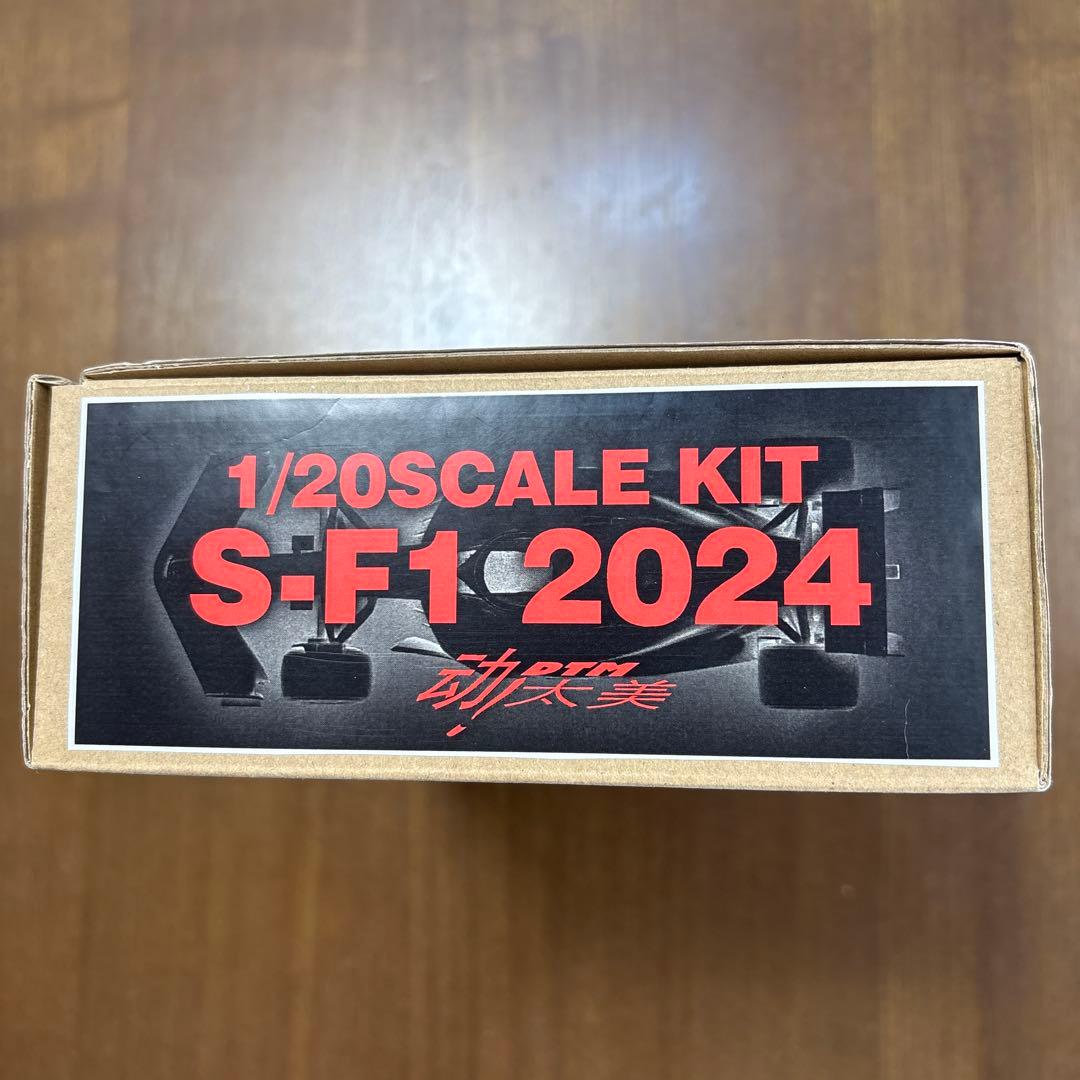 1/20SCALE KIT
S-F1 2024
DTM
动太美